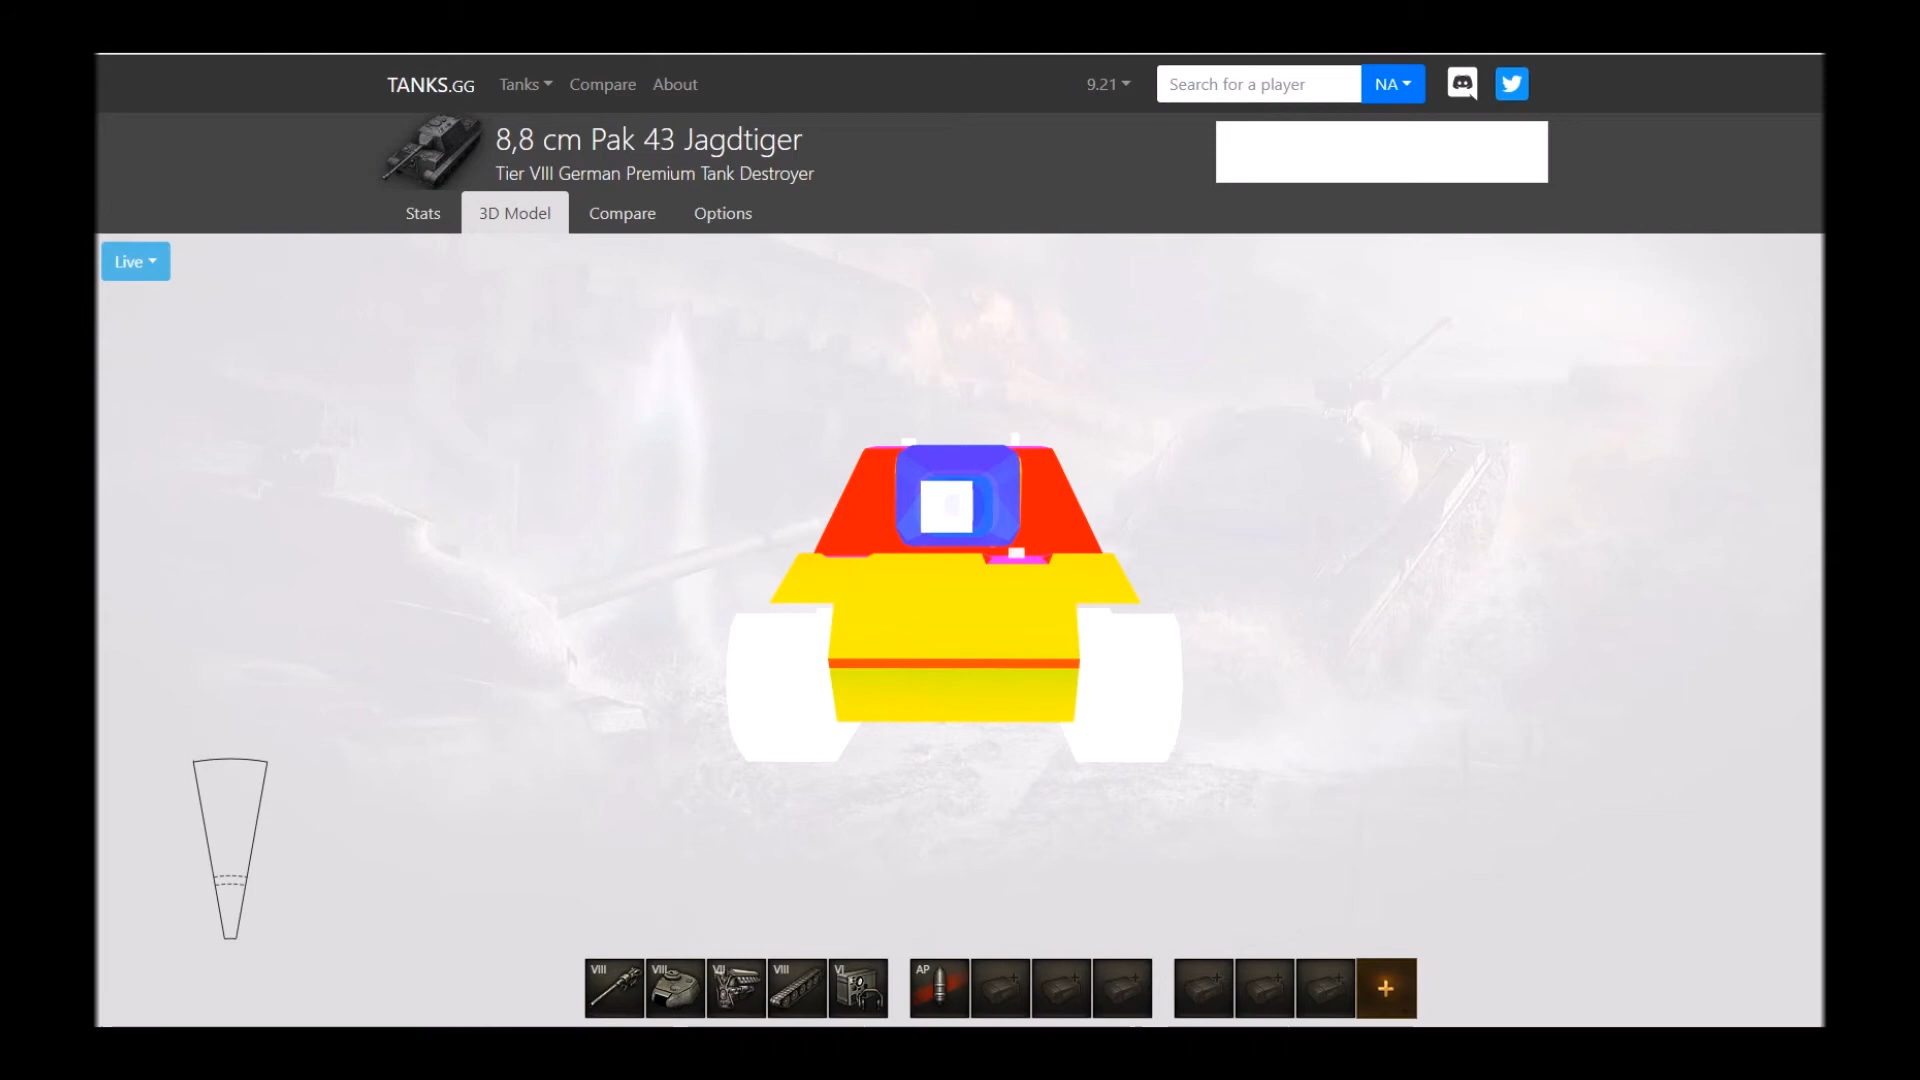 TANKS.GG Tanks Compare About 9.21 Search for a player NA
8,8 cm Pak 43 Jagdtiger
Tier VIII German Premium Tank Destroyer
Stats 3D Model Compare Options
Live
VIII VIII VII VIII VI AP